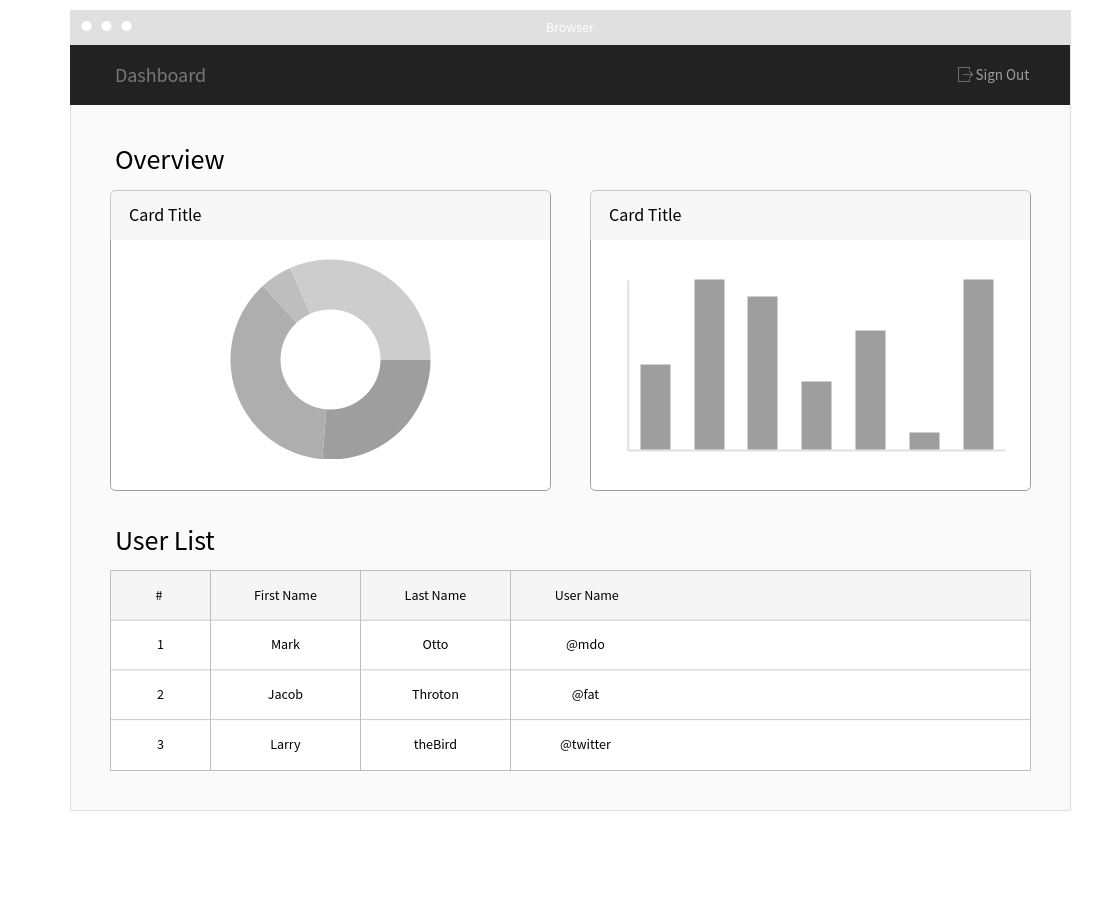 Browser
Dashboard
Sign Out
Overview
Card Title
Card Title
User List
# First Name Last Name User Name
1 Mark Otto @mdo
2 Jacob Throton @fat
3 Larry theBird @twitter